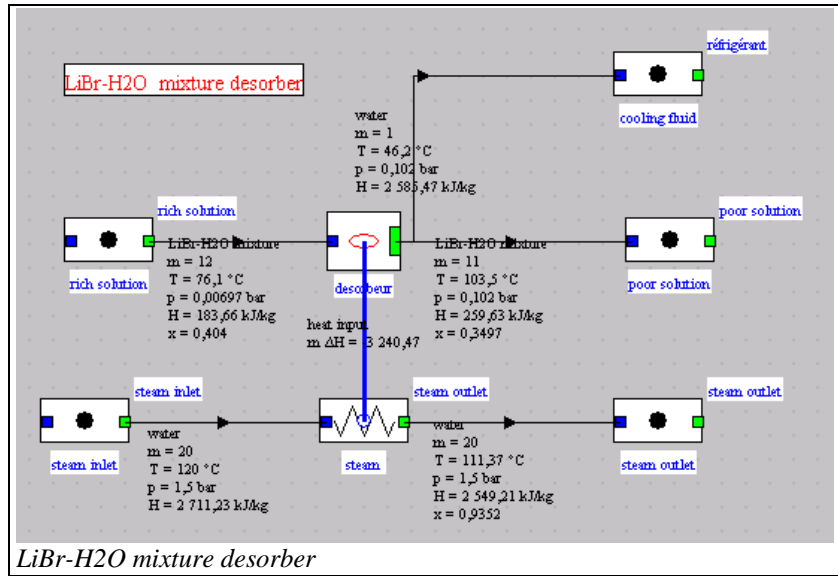 réfrigérant
LiBr-H2O mixture desorber
cooling fluid
water
m = 1
T = 46,2 °C
p = 0,102 bar
H = 2 585,47 kJ/kg
rich solution
poor solution
LiBr-H2O mixture
m = 12
T = 76,1 °C
p = 0,00697 bar
H = 183,66 kJ/kg
x = 0,404
LiBr-H2O mixture
m = 11
T = 103,5 °C
p = 0,102 bar
H = 259,63 kJ/kg
x = 0,3497
rich solution
desorbeur
poor solution
heat input
m ΔH = 3 240,47
steam inlet
steam outlet
steam outlet
water
m = 20
T = 120 °C
p = 1,5 bar
H = 2 711,23 kJ/kg
water
m = 20
T = 111,37 °C
p = 1,5 bar
H = 2 549,21 kJ/kg
x = 0,9352
steam inlet
steam
steam outlet
LiBr-H2O mixture desorber